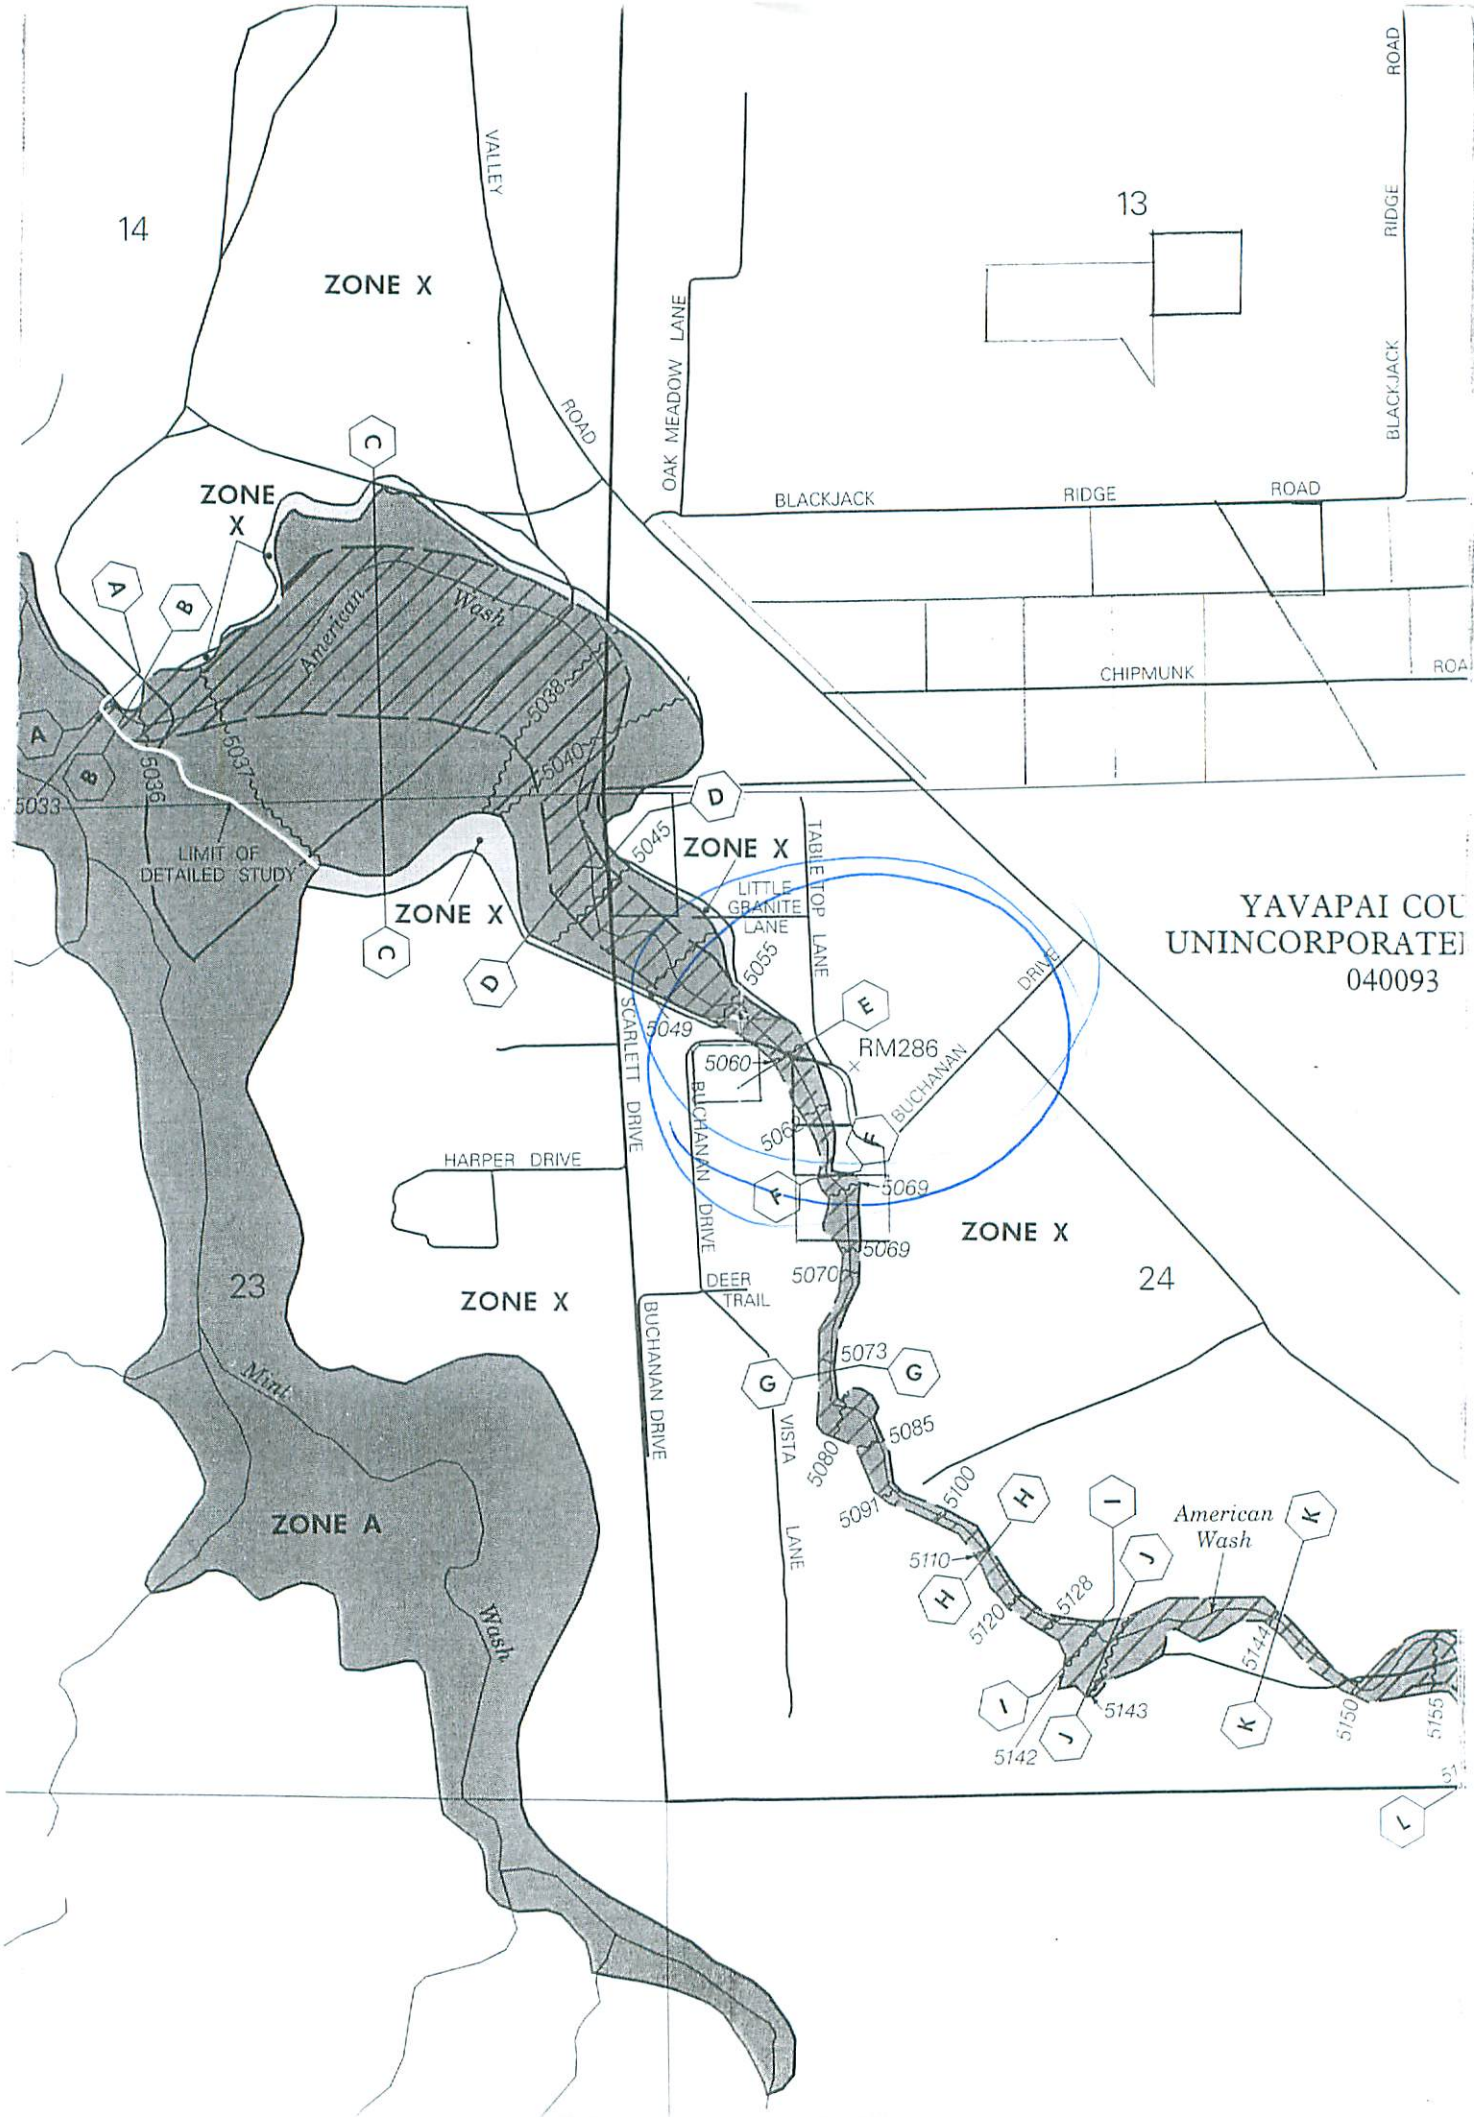 ROAD
VALLEY
13
RIDGE
14
ZONE X
OAK MEADOW LANE
BLACKJACK
ROAD
C
BLACKJACK
RIDGE
ROAD
ZONE
X
A
B
American
Wash
CHIPMUNK
ROA
5038
A
5037
5040
B
5036
D
5033
5045
ZONE X
TABLE TOP LANE
LIMIT OF
DETAILED STUDY
LITTLE
GRANITE
LANE
ZONE X
YAVAPAI COU
UNINCORPORATE
040093
C
D
5055
DRIVE
E
SCARLETT DRIVE
5049
RM286
5060
BUCHANAN
BUCHANAN DRIVE
5062
F
HARPER DRIVE
F
5069
ZONE X
5069
5070
24
23
ZONE X
DEER
TRAIL
BUCHANAN DRIVE
5073
G
G
Mint
VISTA
LANE
5085
5080
5100
5091
H
I
American
Wash
K
ZONE A
5110
J
H
5128
5120
Wash
5144
I
5143
K
5150
5155
J
5142
51
L